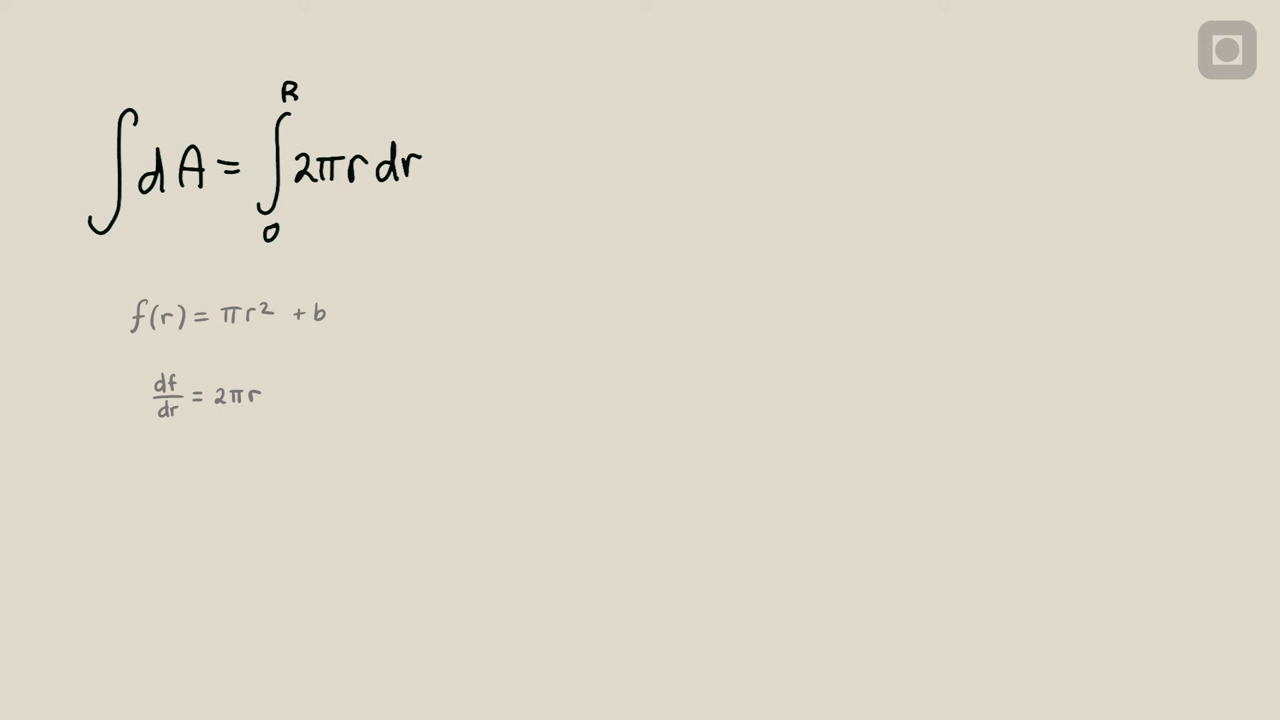 ∫dA = ∫₀ᴿ 2πr dr
f(r) = πr² + b
df/dr = 2πr